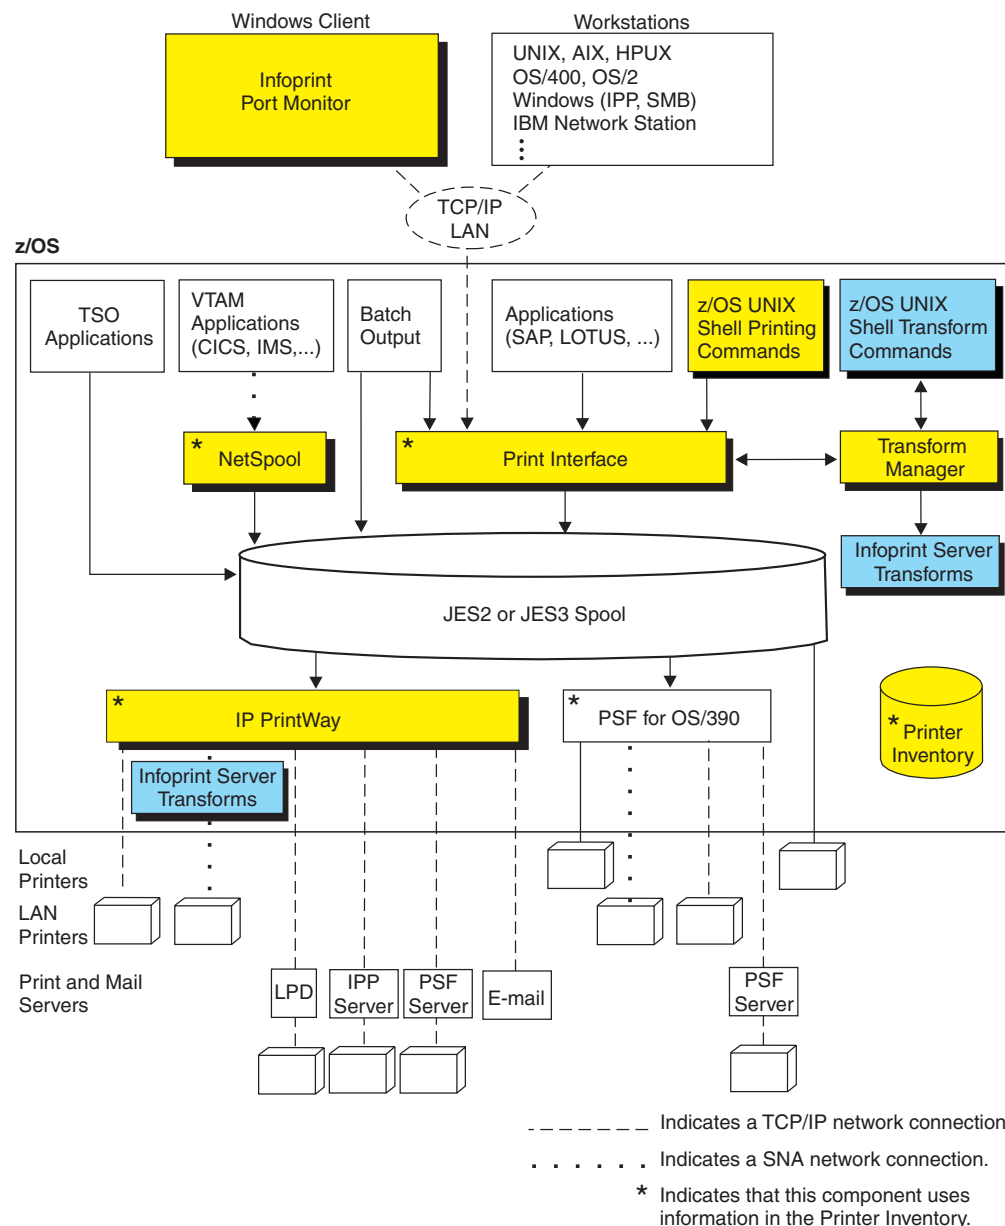 Windows Client
Workstations
Infoprint
Port Monitor
UNIX, AIX, HPUX
OS/400, OS/2
Windows (IPP, SMB)
IBM Network Station
TCP/IP
LAN
z/OS
TSO
Applications
VTAM
Applications
(CICS, IMS,...)
Batch
Output
Applications
(SAP, LOTUS, ...)
z/OS UNIX
Shell Printing
Commands
z/OS UNIX
Shell Transform
Commands
* NetSpool
* Print Interface
Transform
Manager
Infoprint Server
Transforms
JES2 or JES3 Spool
* IP PrintWay
* PSF for OS/390
* Printer
Inventory
Infoprint Server
Transforms
Local
Printers
LAN
Printers
Print and Mail
Servers
LPD
IPP
Server
PSF
Server
E-mail
PSF
Server
Indicates a TCP/IP network connection
Indicates a SNA network connection.
* Indicates that this component uses
information in the Printer Inventory.